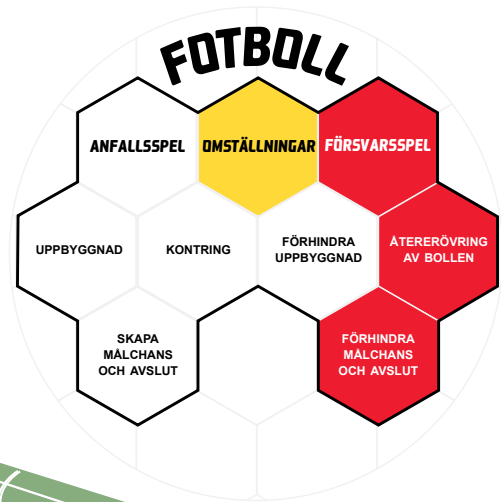 FOTBOLL
ANFALLSSPEL
OMSTÄLLNINGAR
FÖRSVARSSPEL
UPPBYGGNAD
KONTRING
FÖRHINDRA
UPPBYGGNAD
ÅTERERÖVRING
AV BOLLEN
SKAPA
MÅLCHANS
OCH AVSLUT
FÖRHINDRA
MÅLCHANS
OCH AVSLUT